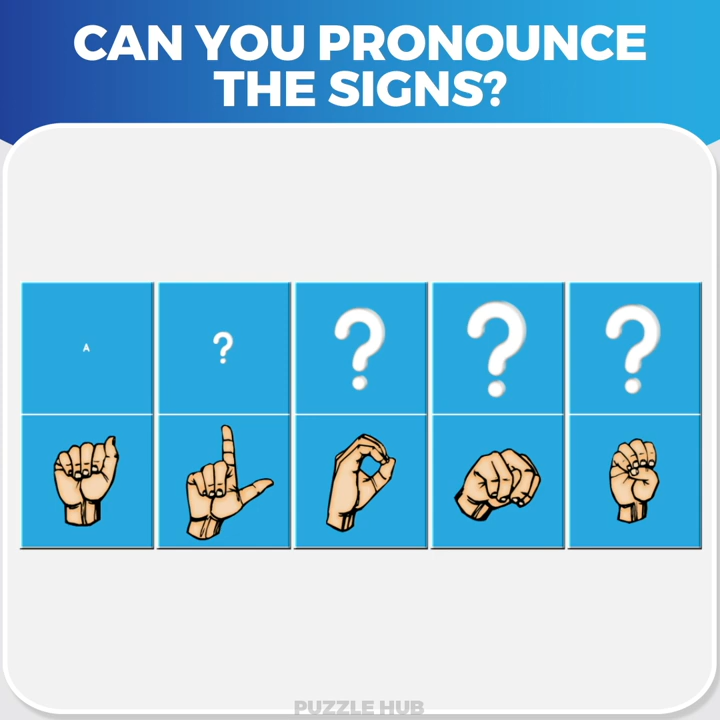 CAN YOU PRONOUNCE
THE SIGNS?
A ? ? ? ?
PUZZLE HUB